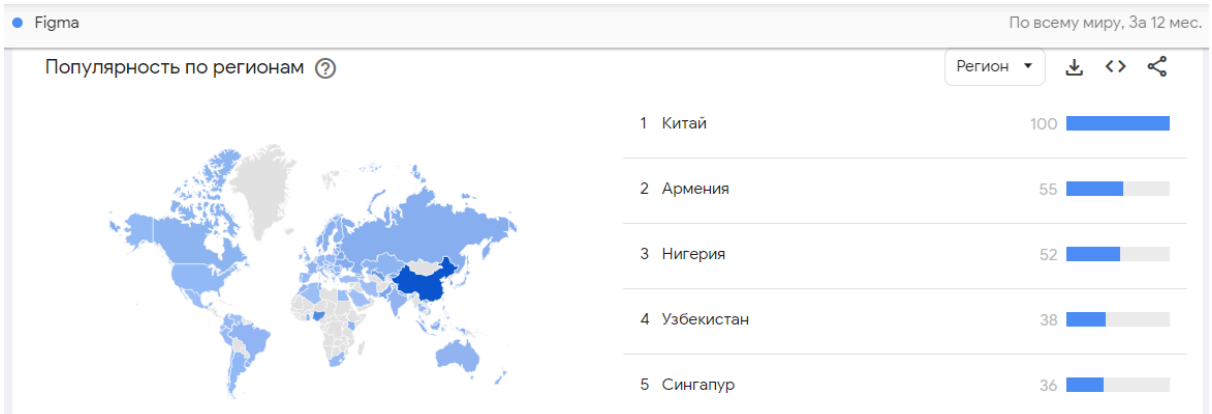 Figma
По всему миру, За 12 мес.
Популярность по регионам ?
Регион
1 Китай 100
2 Армения 55
3 Нигерия 52
4 Узбекистан 38
5 Сингапур 36